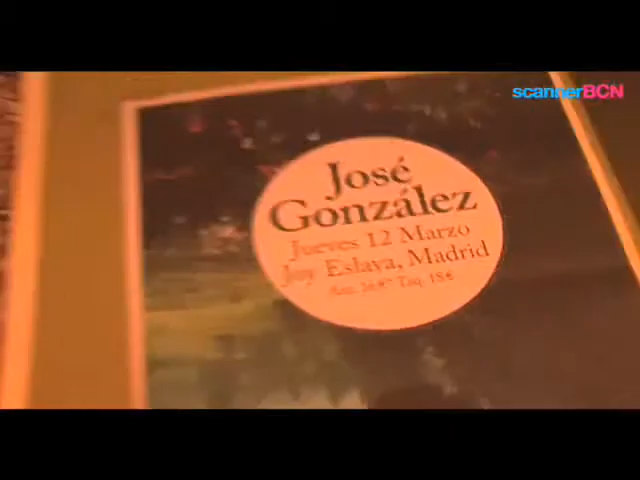 scannerBCN
José
González
Jueves 12 Marzo
Joy Eslava, Madrid